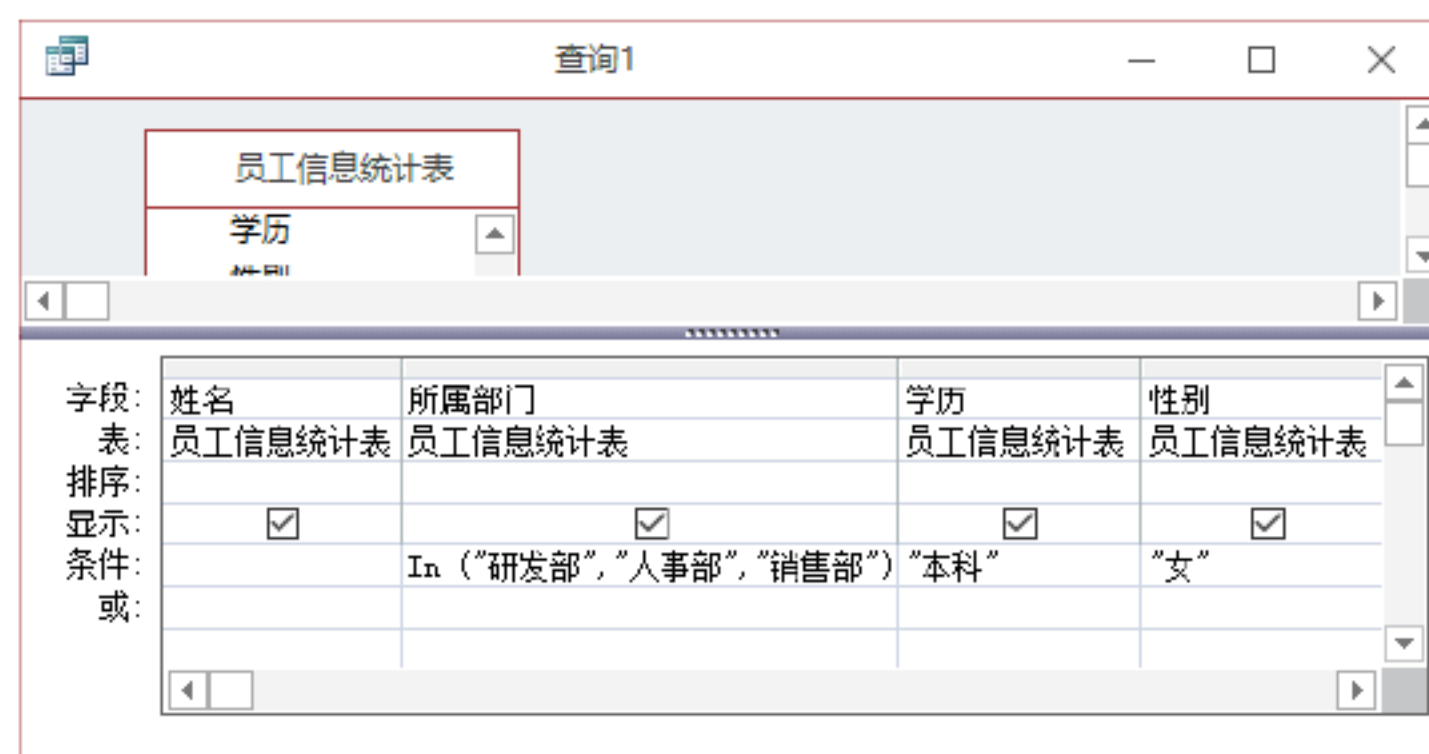 查询1
员工信息统计表
学历
性别
字段: 姓名 所属部门 学历 性别
表: 员工信息统计表 员工信息统计表 员工信息统计表 员工信息统计表
排序:
显示:
条件: In ("研发部","人事部","销售部") "本科" "女"
或: